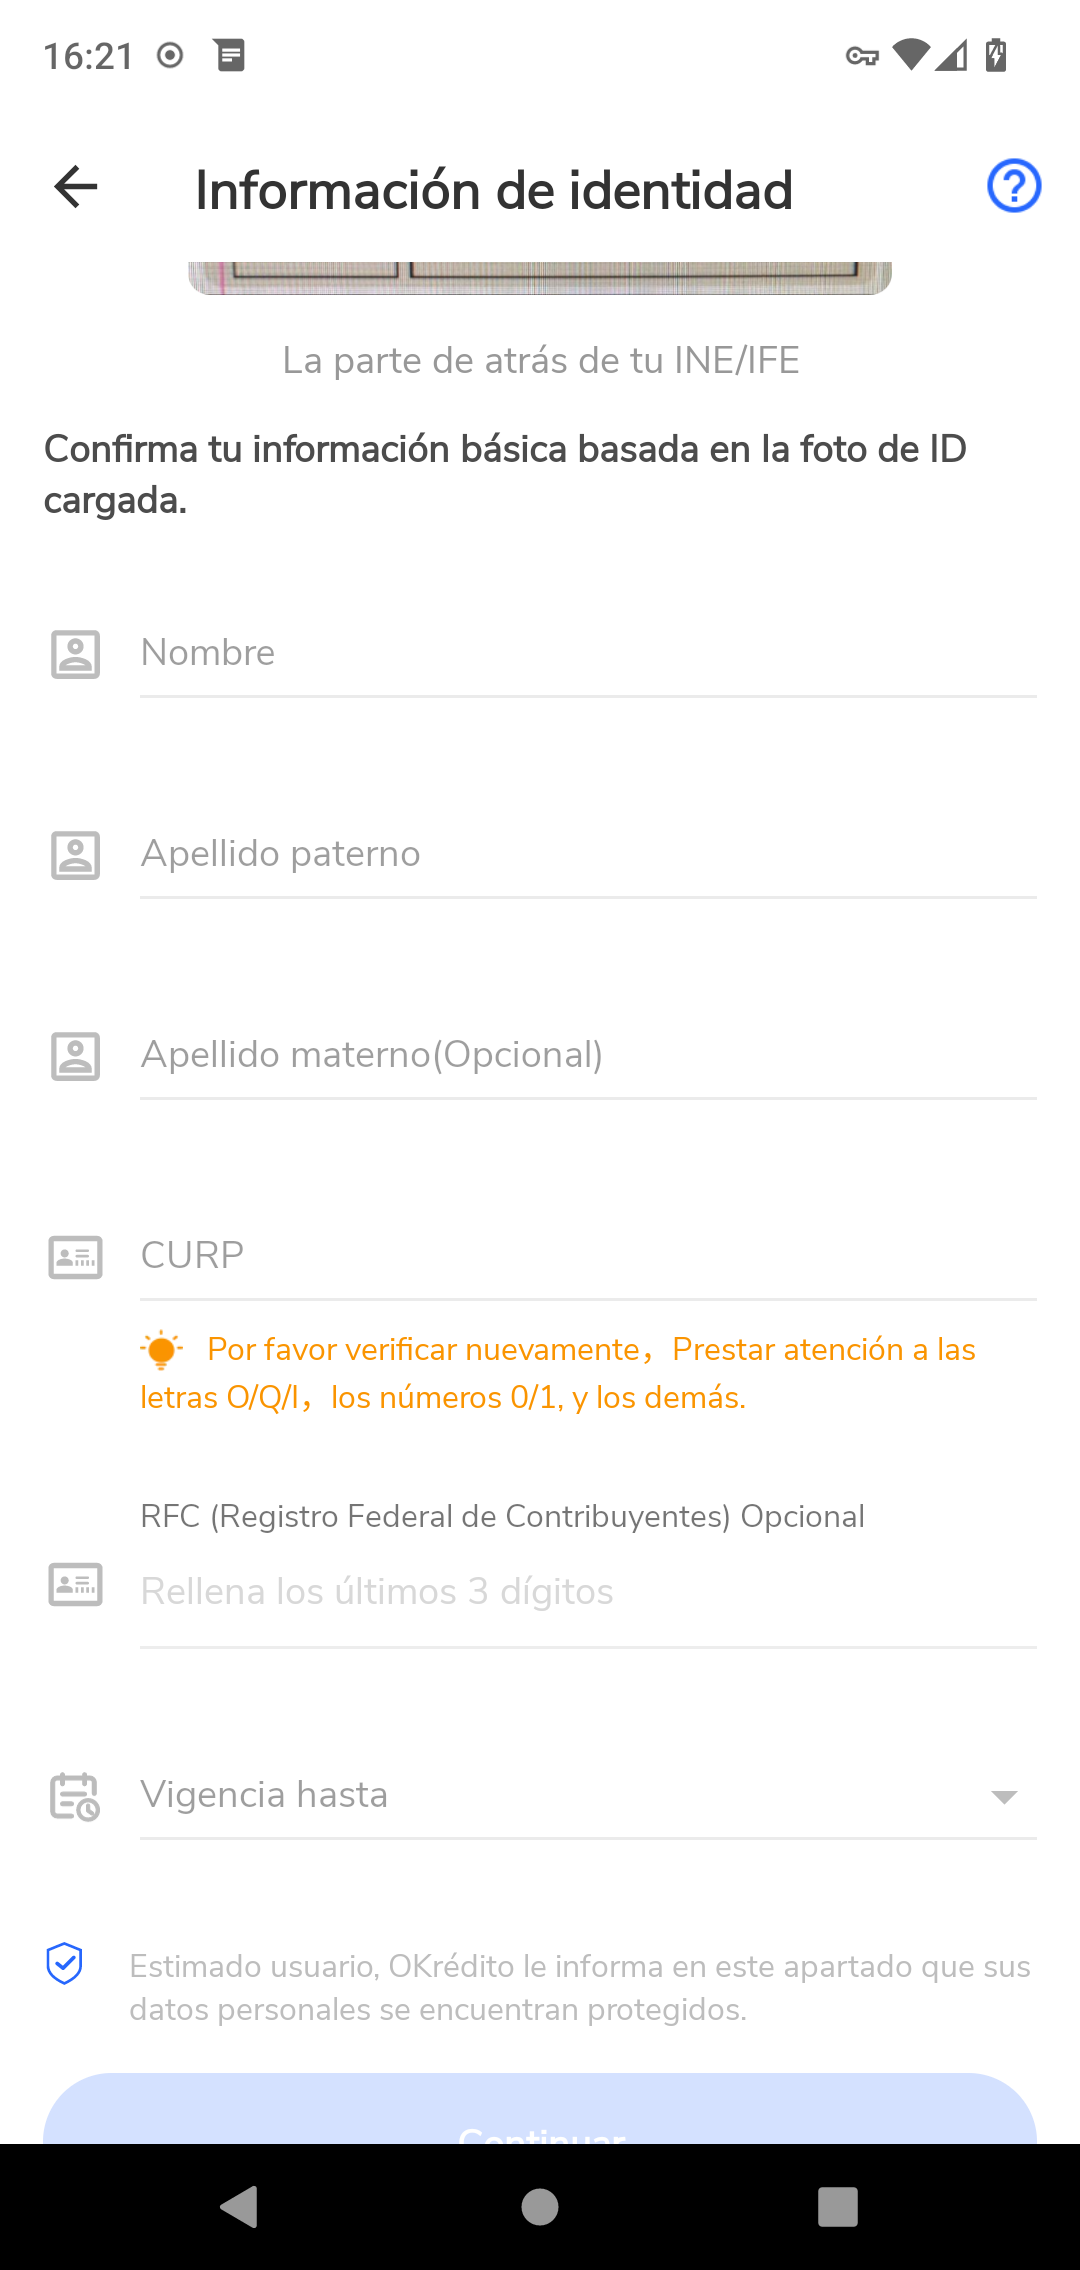 16:21
Información de identidad
La parte de atrás de tu INE/IFE
Confirma tu información básica basada en la foto de ID
cargada.
Nombre
Apellido paterno
Apellido materno(Opcional)
CURP
Por favor verificar nuevamente，Prestar atención a las
letras O/Q/I，los números 0/1, y los demás.
RFC (Registro Federal de Contribuyentes) Opcional
Rellena los últimos 3 dígitos
Vigencia hasta
Estimado usuario, OKrédito le informa en este apartado que sus
datos personales se encuentran protegidos.
Continuar